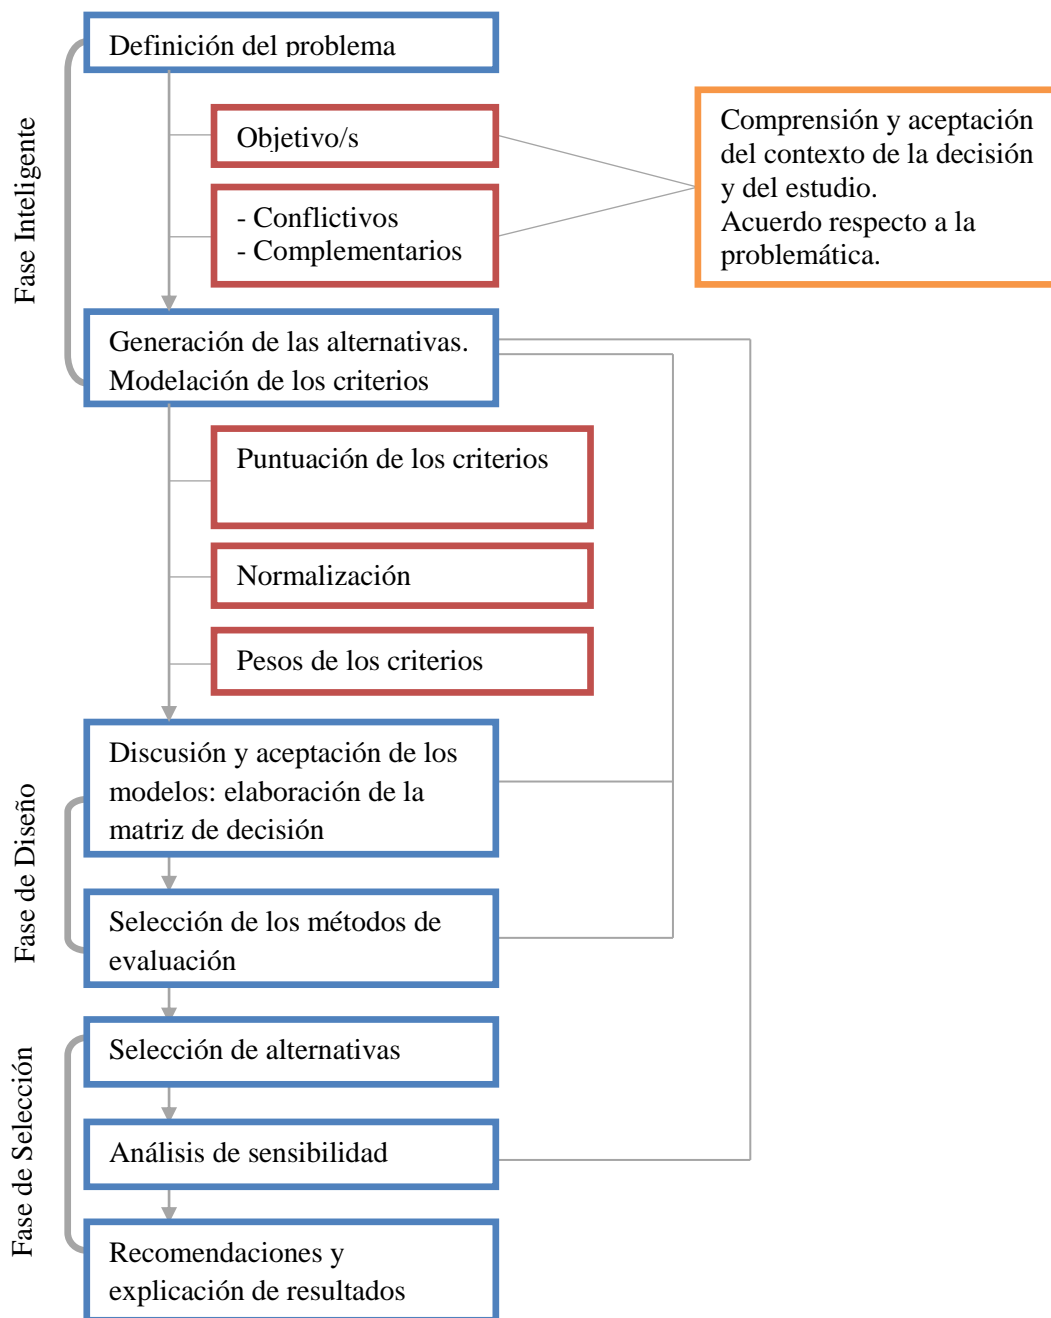 Definición del problema
Objetivo/s
- Conflictivos
- Complementarios
Comprensión y aceptación
del contexto de la decisión
y del estudio.
Acuerdo respecto a la
problemática.
Fase Inteligente
Generación de las alternativas.
Modelación de los criterios
Puntuación de los criterios
Normalización
Pesos de los criterios
Discusión y aceptación de los
modelos: elaboración de la
matriz de decisión
Fase de Diseño
Selección de los métodos de
evaluación
Selección de alternativas
Análisis de sensibilidad
Fase de Selección
Recomendaciones y
explicación de resultados